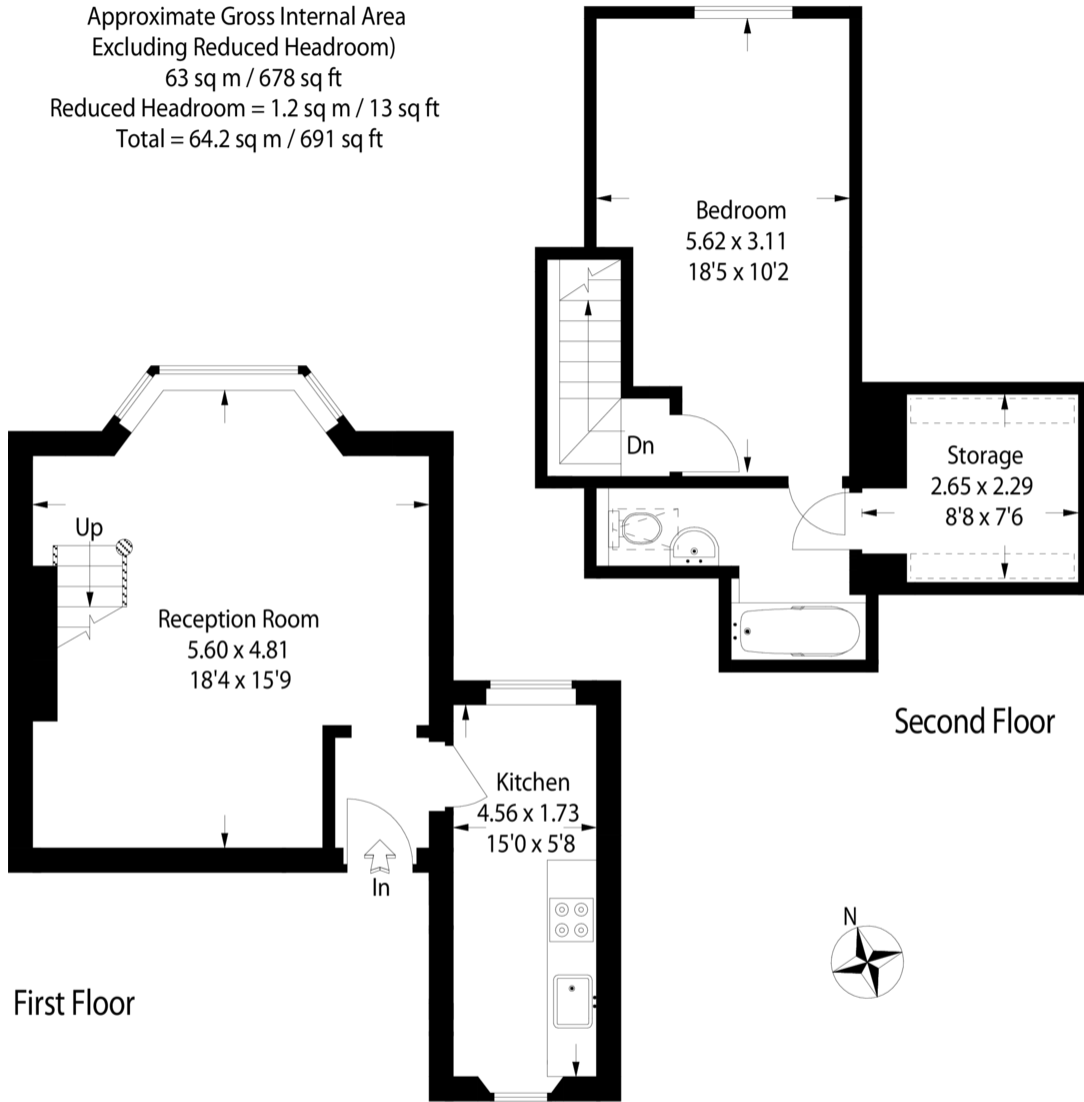 Approximate Gross Internal Area
Excluding Reduced Headroom)
63 sq m / 678 sq ft
Reduced Headroom = 1.2 sq m / 13 sq ft
Total = 64.2 sq m / 691 sq ft
Bedroom
5.62 x 3.11
18'5 x 10'2
Dn
Storage
2.65 x 2.29
8'8 x 7'6
Up
Reception Room
5.60 x 4.81
18'4 x 15'9
Second Floor
Kitchen
4.56 x 1.73
15'0 x 5'8
In
N
First Floor